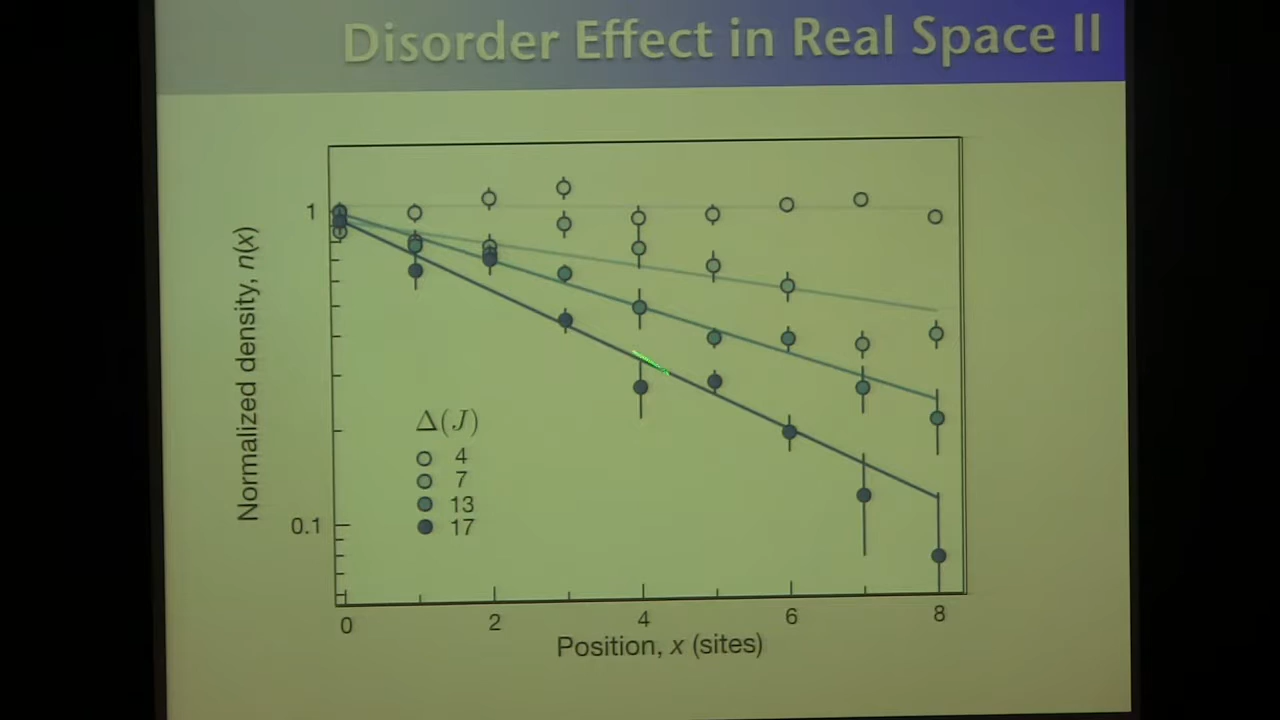 Disorder Effect in Real Space II
Normalized density, n(x)
1
0.1
Δ(J)
4
7
13
17
0 2 4 6 8
Position, x (sites)